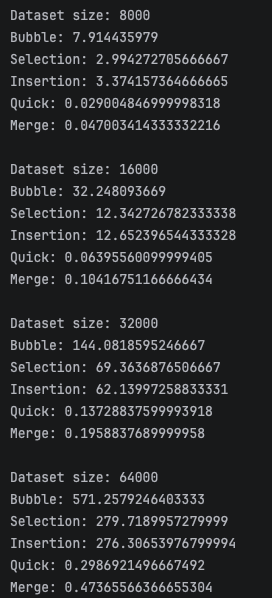 Dataset size: 8000
Bubble: 7.914435979
Selection: 2.994272705666667
Insertion: 3.374157364666665
Quick: 0.029004846999998318
Merge: 0.047003414333332216
Dataset size: 16000
Bubble: 32.248093669
Selection: 12.342726782333338
Insertion: 12.652396544333328
Quick: 0.06395560099999405
Merge: 0.10416751166666434
Dataset size: 32000
Bubble: 144.0818595246667
Selection: 69.3636876506667
Insertion: 62.13997258833331
Quick: 0.13728837599993918
Merge: 0.1958837689999958
Dataset size: 64000
Bubble: 571.2579246403333
Selection: 279.7189957279999
Insertion: 276.30653976799994
Quick: 0.2986921496667492
Merge: 0.47365566366655304